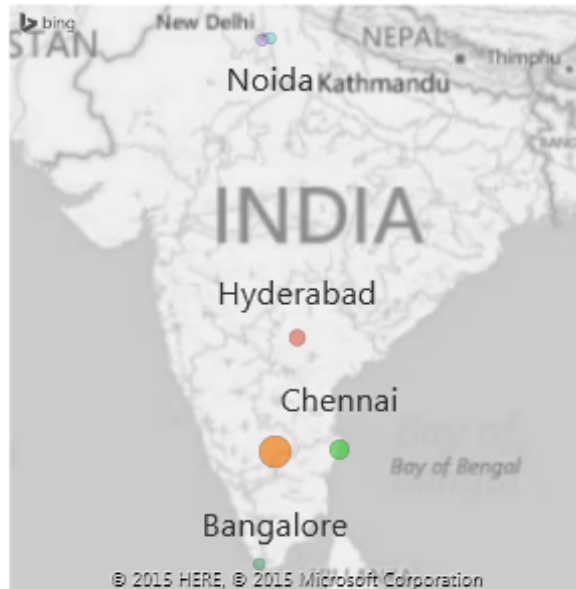 bing
New Delhi
NEPAL
STAN
Thimphu
Noida
Kathmandu
INDIA
Hyderabad
Chennai
Bay of Bengal
Bangalore
© 2015 HERE, © 2015 Microsoft Corporation